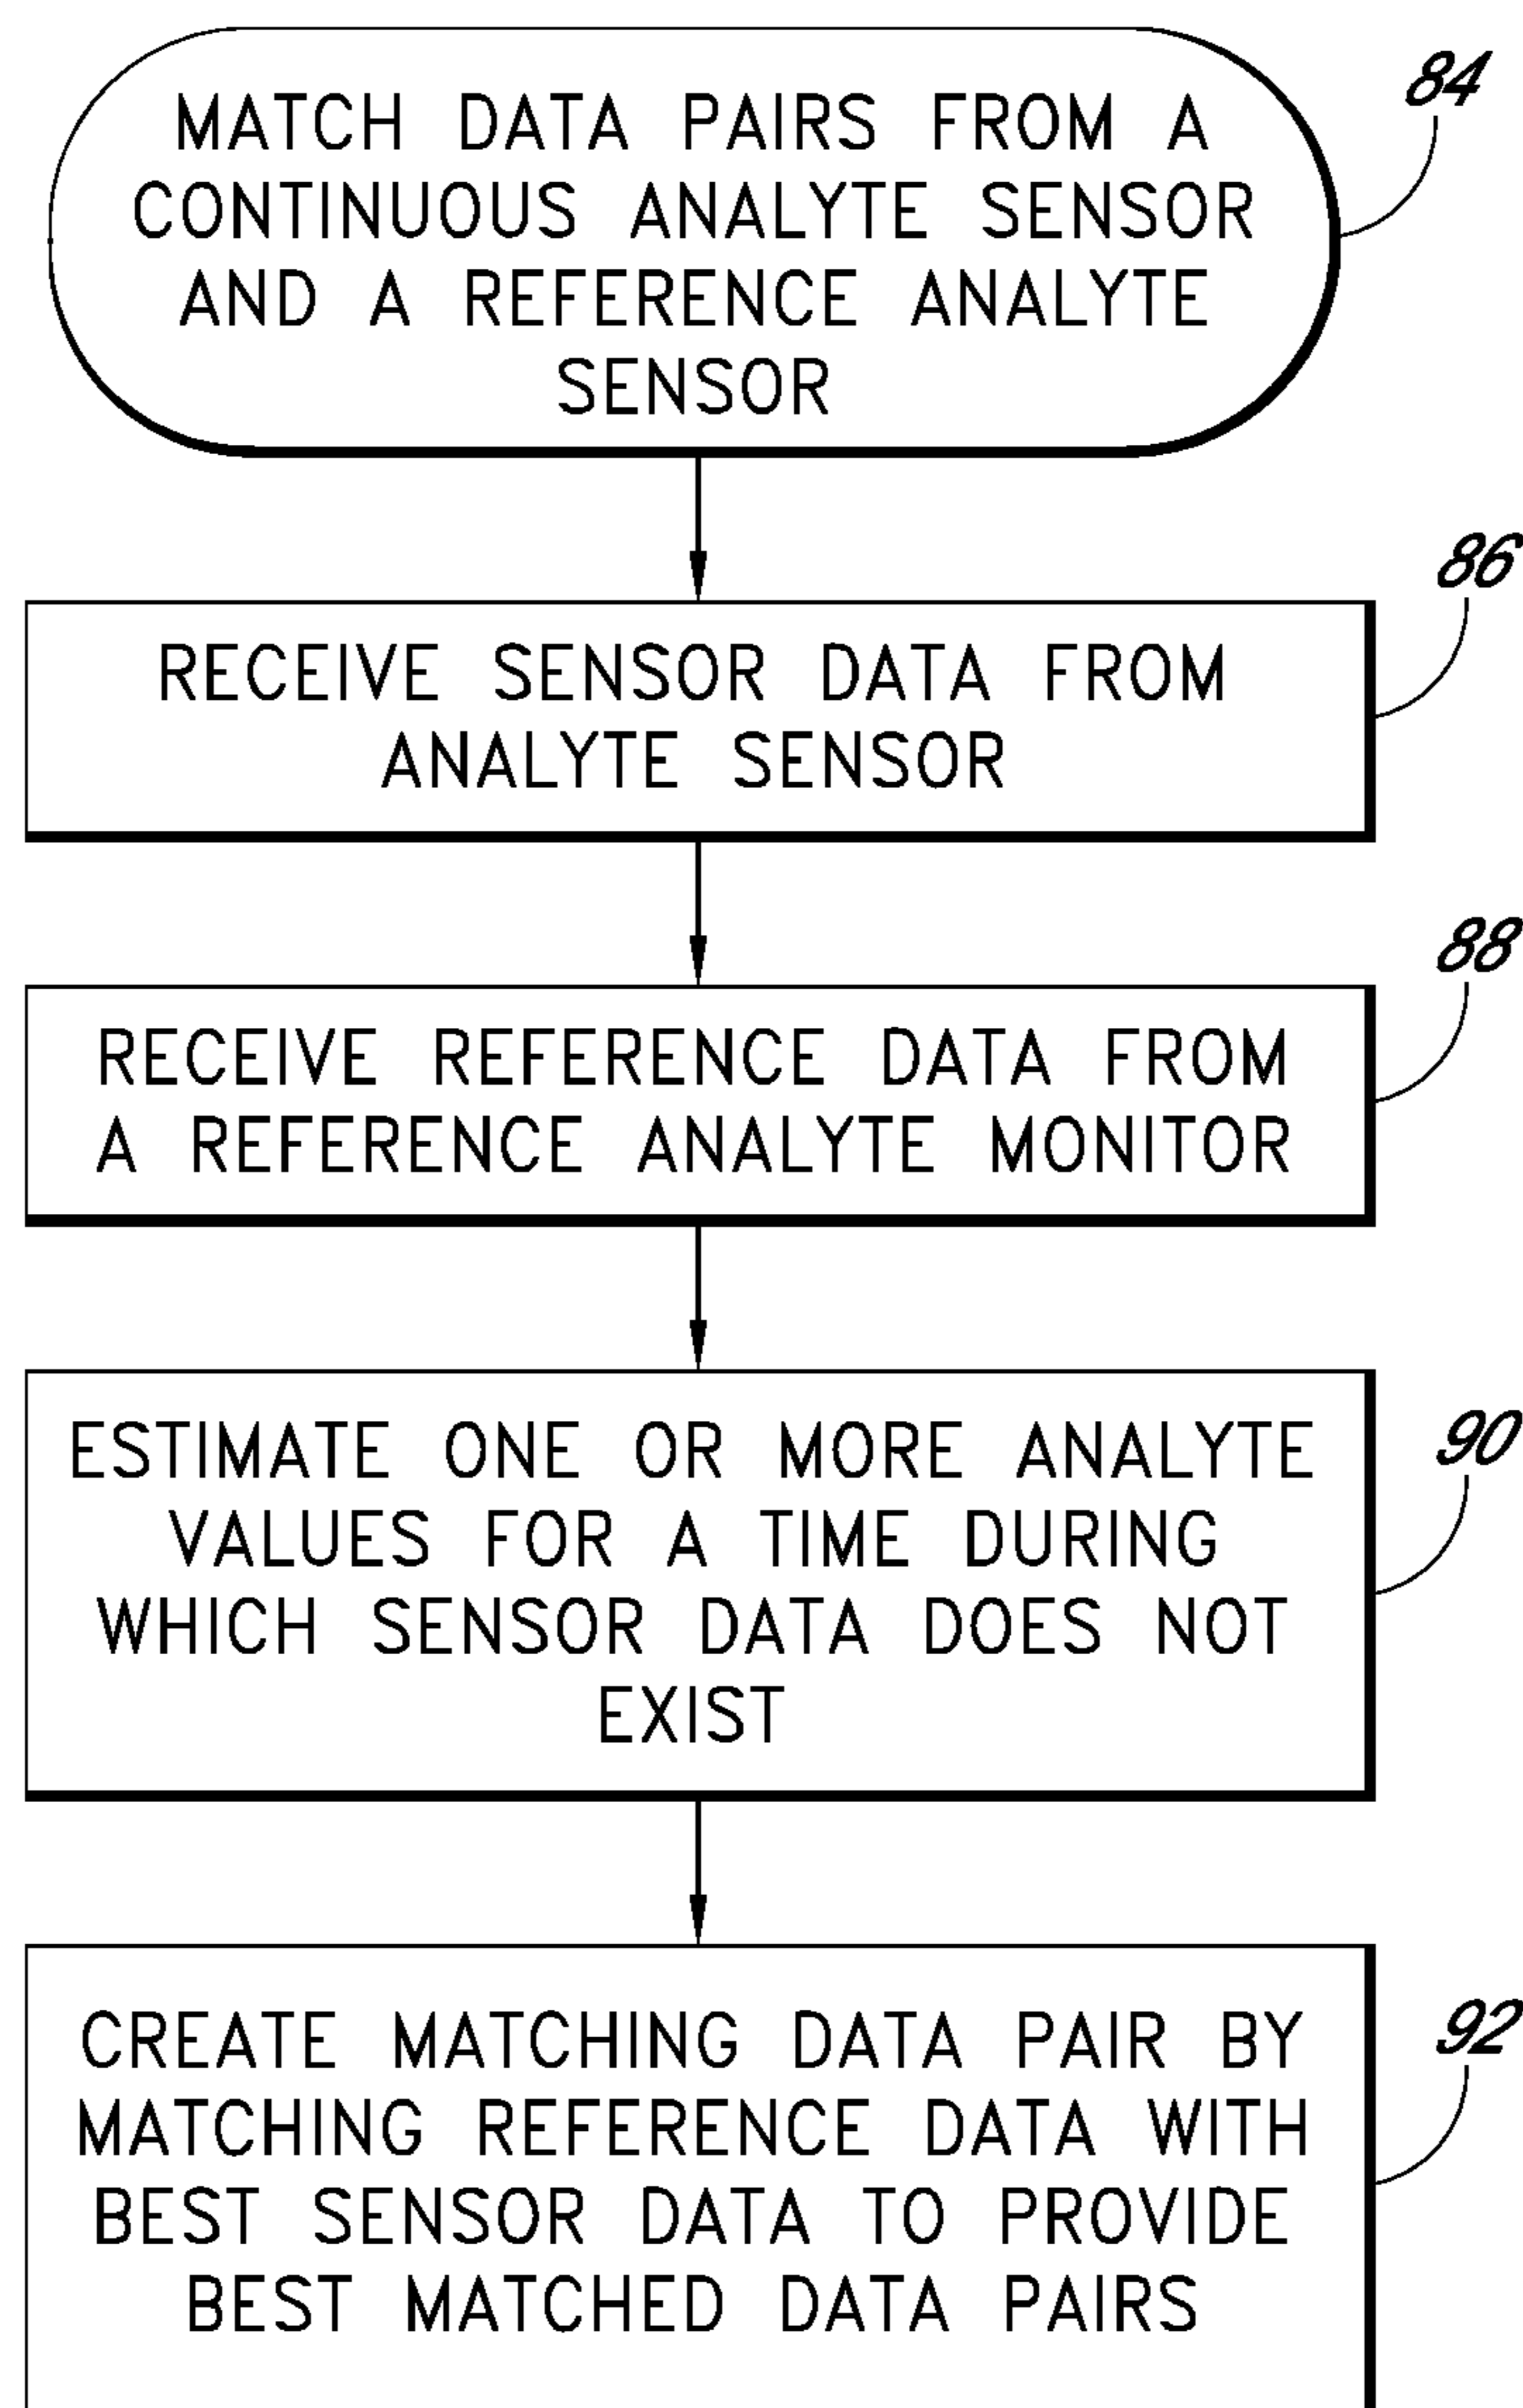 MATCH DATA PAIRS FROM A
CONTINUOUS ANALYTE SENSOR
AND A REFERENCE ANALYTE
SENSOR
84
RECEIVE SENSOR DATA FROM
ANALYTE SENSOR
86
RECEIVE REFERENCE DATA FROM
A REFERENCE ANALYTE MONITOR
88
ESTIMATE ONE OR MORE ANALYTE
VALUES FOR A TIME DURING
WHICH SENSOR DATA DOES NOT
EXIST
90
CREATE MATCHING DATA PAIR BY
MATCHING REFERENCE DATA WITH
BEST SENSOR DATA TO PROVIDE
BEST MATCHED DATA PAIRS
92